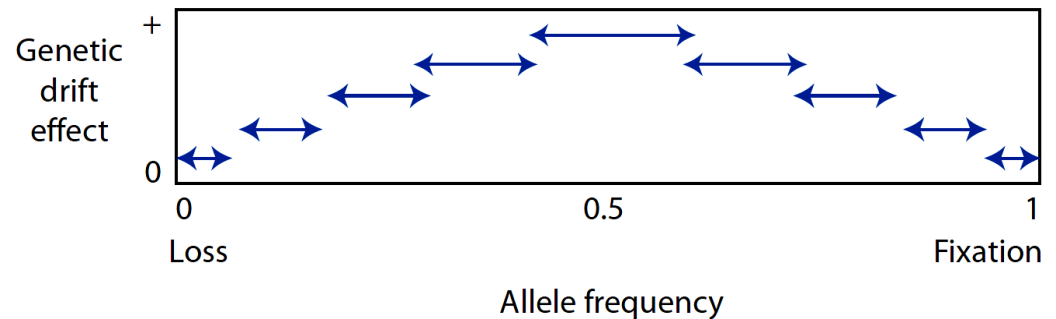 +
Genetic
drift
effect
0
0 0.5 1
Loss Fixation
Allele frequency